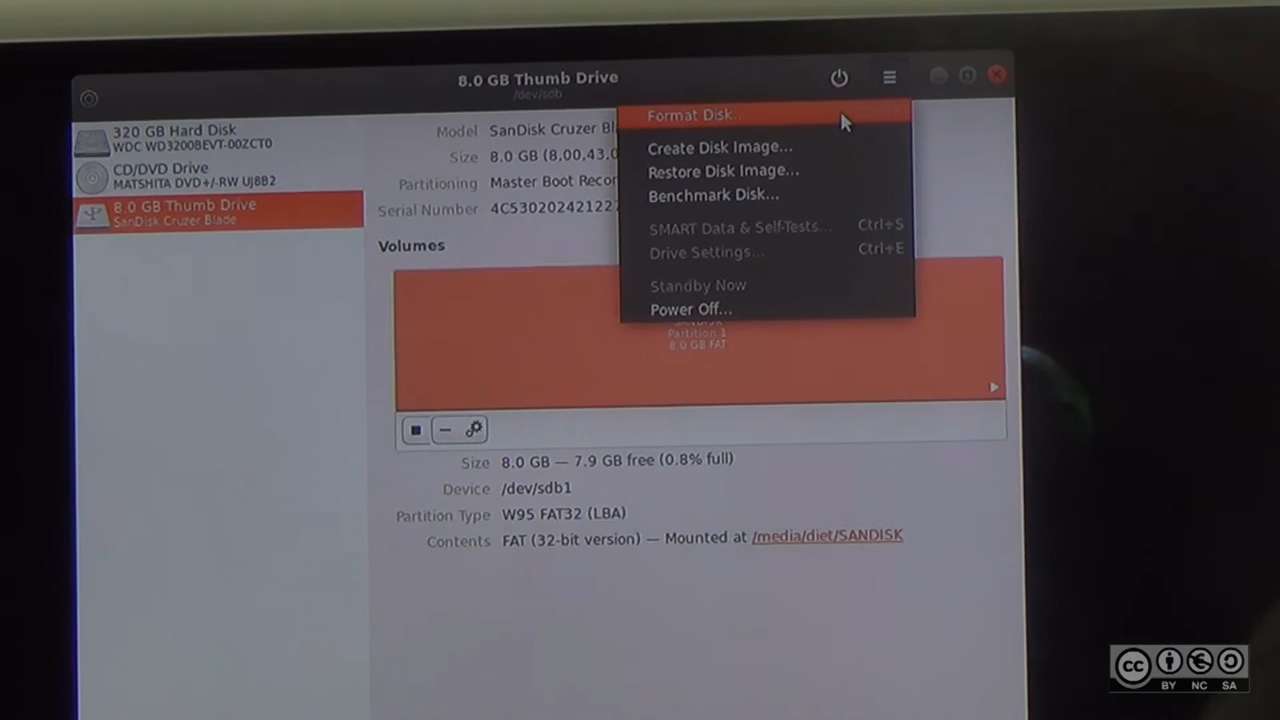 8.0 GB Thumb Drive
/dev/sdb
320 GB Hard Disk
WDC WD3200BEVT-00ZCT0
CD/DVD Drive
MATSHITA DVD+/-RW UJ8B2
8.0 GB Thumb Drive
SanDisk Cruzer Blade
Model SanDisk Cruzer
Size 8.0 GB (8,00,43,0
Partitioning Master Boot
Serial Number
Format Disk...
Create Disk Image...
Restore Disk Image...
Benchmark Disk...
SMART Data & Self-Tests... Ctrl+S
Drive Settings... Ctrl+E
Standby Now
Power Off...
Volumes
Partition 1
8.0 GB FAT
Size 8.0 GB — 7.9 GB free (0.8% full)
Device /dev/sdb1
Partition Type W95 FAT32 (LBA)
Contents FAT (32-bit version) — Mounted at /media/diet/SANDISK
cc
BY NC SA